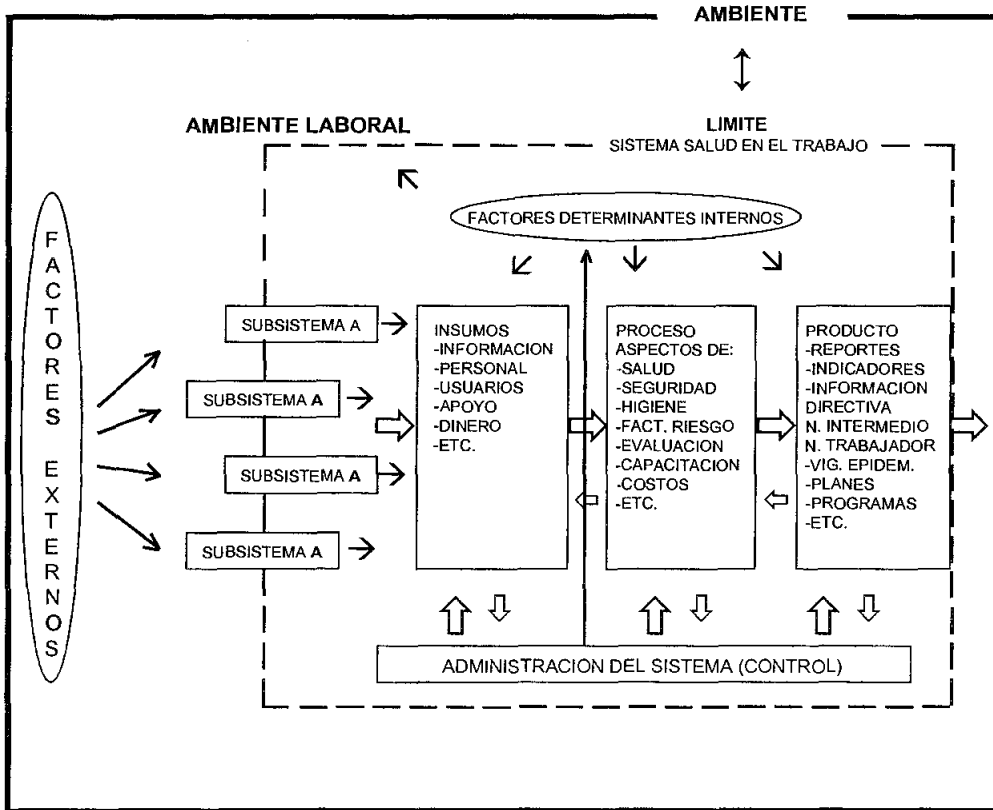 AMBIENTE
AMBIENTE LABORAL
LIMITE
SISTEMA SALUD EN EL TRABAJO
FACTORES EXTERNOS
FACTORES DETERMINANTES INTERNOS
SUBSISTEMA A
SUBSISTEMA A
SUBSISTEMA A
SUBSISTEMA A
INSUMOS
-INFORMACION
-PERSONAL
-USUARIOS
-APOYO
-DINERO
-ETC.
PROCESO
ASPECTOS DE:
-SALUD
-SEGURIDAD
-HIGIENE
-FACT. RIESGO
-EVALUACION
-CAPACITACION
-COSTOS
-ETC.
PRODUCTO
-REPORTES
-INDICADORES
-INFORMACION
DIRECTIVA
N. INTERMEDIO
N. TRABAJADOR
-VIG. EPIDEM.
-PLANES
-PROGRAMAS
-ETC.
ADMINISTRACION DEL SISTEMA (CONTROL)